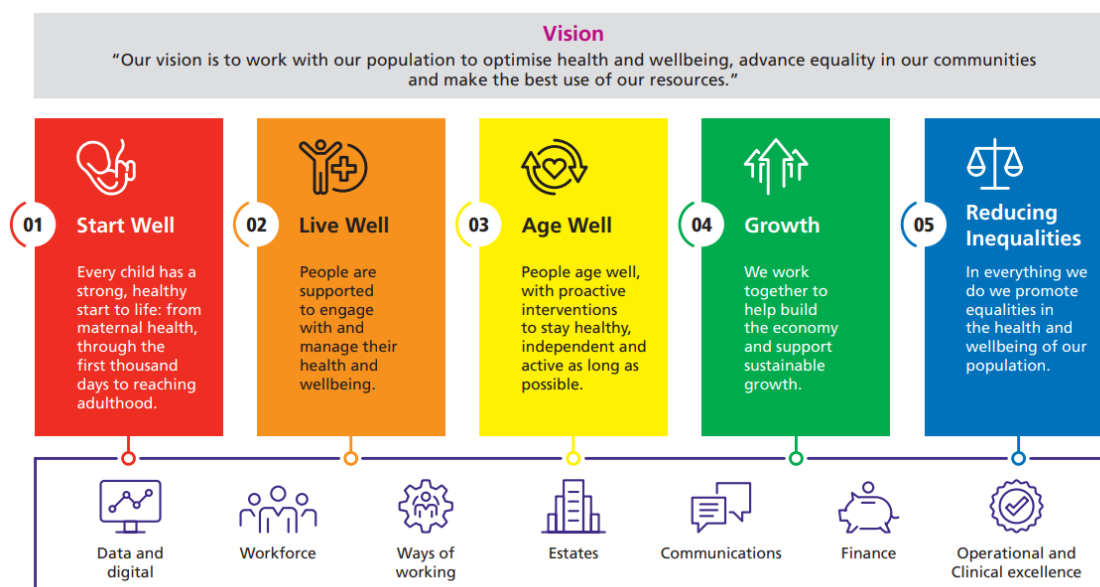 Vision
“Our vision is to work with our population to optimise health and wellbeing, advance equality in our communities
and make the best use of our resources.”
01
Start Well
Every child has a
strong, healthy
start to life: from
maternal health,
through the
first thousand
days to reaching
adulthood.
02
Live Well
People are
supported
to engage
with and
manage their
health and
wellbeing.
03
Age Well
People age well,
with proactive
interventions
to stay healthy,
independent and
active as long as
possible.
04
Growth
We work
together to
help build
the economy
and support
sustainable
growth.
05
Reducing
Inequalities
In everything we
do we promote
equalities in
the health and
wellbeing of our
population.
Data and
digital
Workforce
Ways of
working
Estates
Communications
Finance
Operational and
Clinical excellence